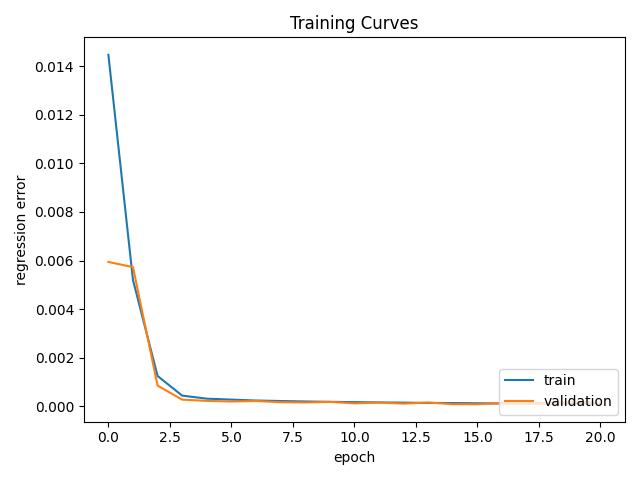 Training Curves
0.014
0.012
0.010
0.008
0.006
0.004
0.002
0.000
regression error
train
validation
0.0 2.5 5.0 7.5 10.0 12.5 15.0 17.5 20.0
epoch